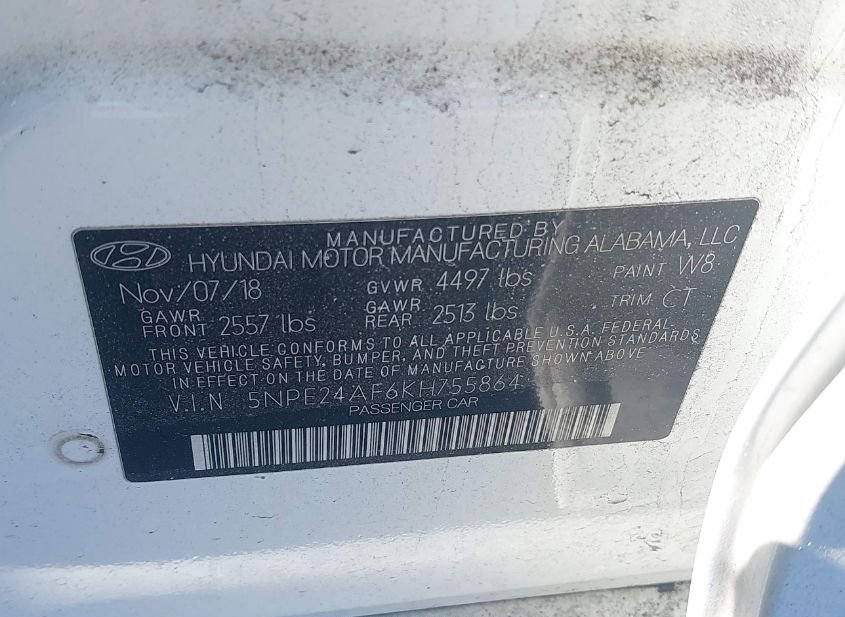 MANUFACTURED BY
HYUNDAI MOTOR MANUFACTURING ALABAMA, LLC
Nov/07/18 GVWR 4497 lbs PAINT W8
GAWR FRONT 2557 lbs GAWR REAR 2513 lbs TRIM CT
THIS VEHICLE CONFORMS TO ALL APPLICABLE U.S.A. FEDERAL
MOTOR VEHICLE SAFETY, BUMPER, AND THEFT PREVENTION STANDARDS
IN EFFECT ON THE DATE OF MANUFACTURE SHOWN ABOVE
V.I.N 5NPE24AF6KH755864
PASSENGER CAR